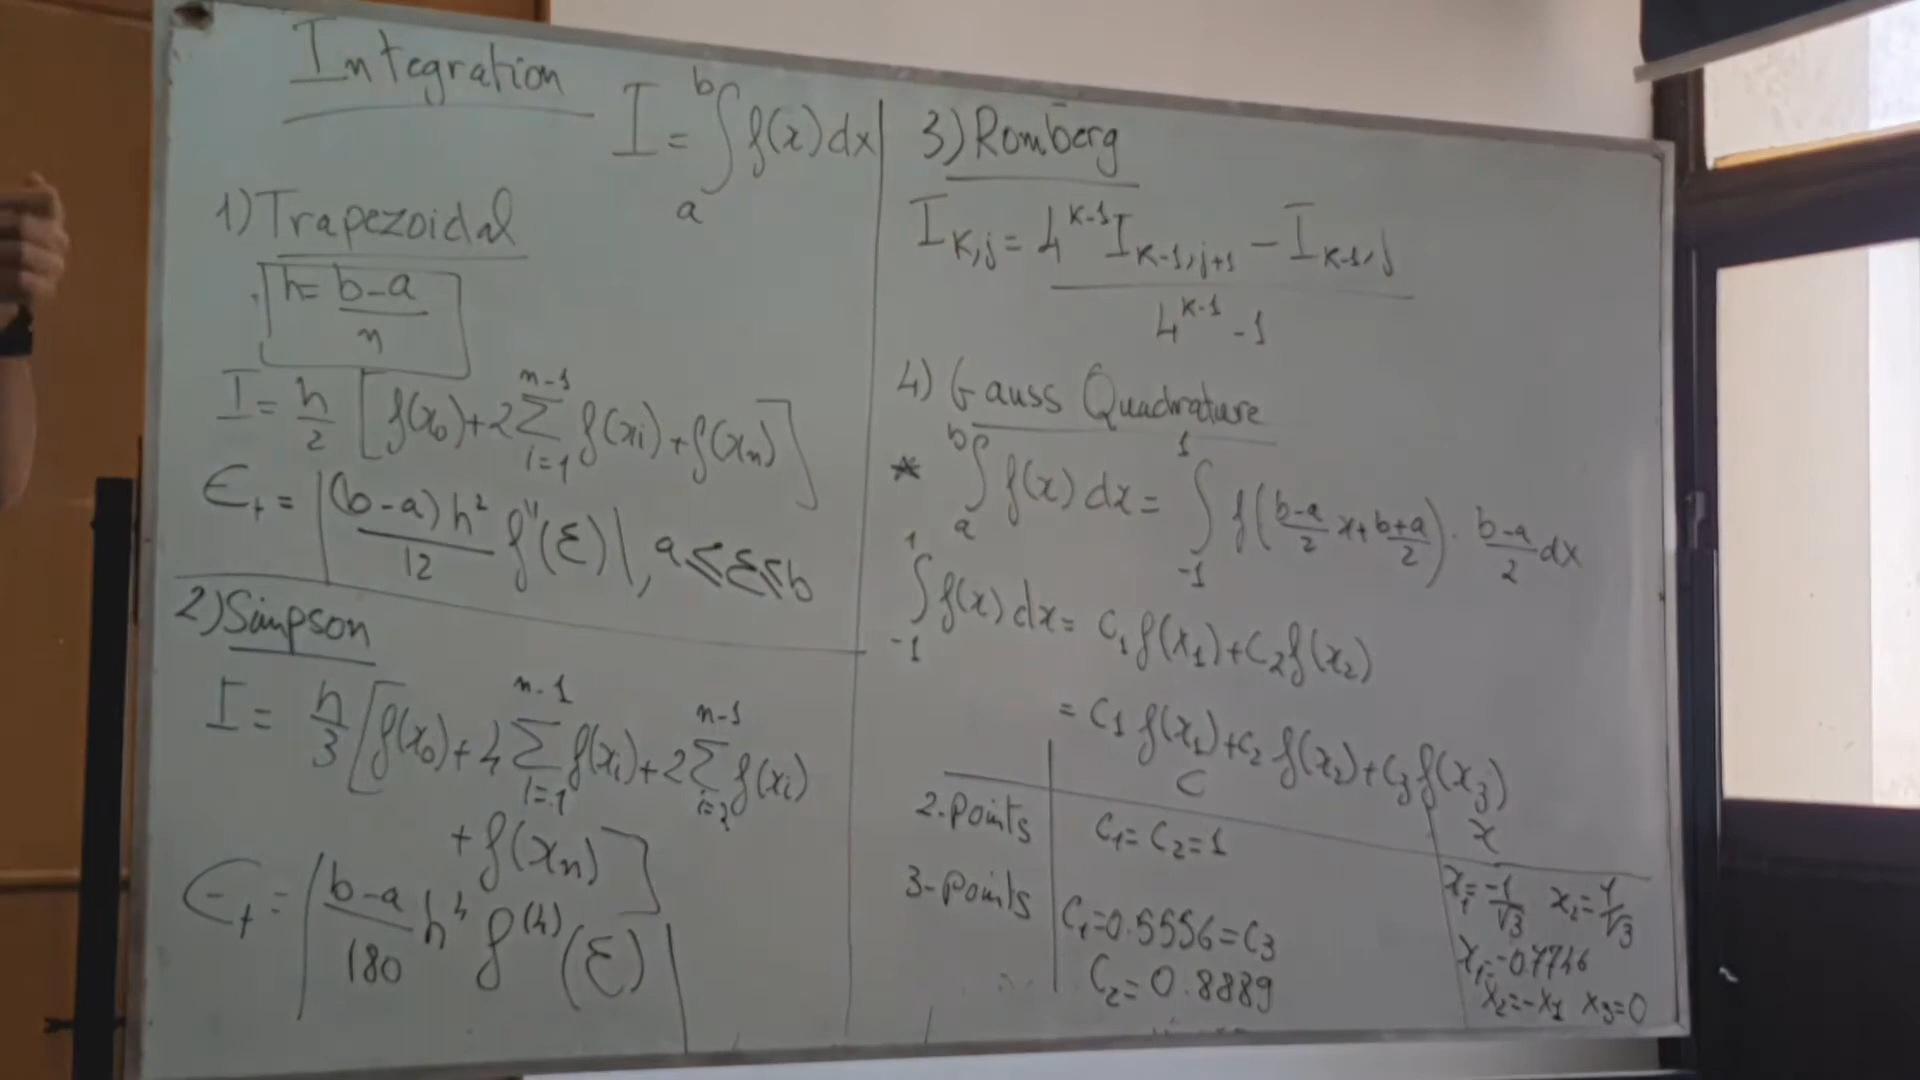 Integration
I = ∫_a^b f(x) dx
1) Trapezoidal
h = (b-a)/n
I = h/2 [f(x₀) + 2 Σ_{i=1}^{n-1} f(xi) + f(xn)]
Є_t = |(b-a)h²/12 f''(Ɛ)|, a ≤ Ɛ ≤ b
2) Simpson
I = h/3 [f(x₀) + 4 Σ_{i=1}^{n-1} f(xi) + 2 Σ_{i=2}^{n-1} f(xi)
+ f(xn)]
Є_t = |(b-a)/180 h⁴ f^(4)(Ɛ)|
3) Romberg
I_{k,j} = (4^{k-1} I_{k-1,j+1} - I_{k-1,j}) / (4^{k-1} - 1)
4) Gauss Quadrature
* ∫_a^b f(x) dx = ∫_{-1}^1 f((b-a)/2 x + (b+a)/2) · (b-a)/2 dx
∫_{-1}^1 f(x) dx = C₁ f(x₁) + C₂ f(x₂)
= C₁ f(x₁) + C₂ f(x₂) + C₃ f(x₃)
C x
2-Points C₁ = C₂ = 1 x₁ = -1/√3 x₂ = 1/√3
3-Points C₁ = 0.5556 = C₃ x₁ = -0.7746
C₂ = 0.8889 x₂ = -x₁ x₃ = 0